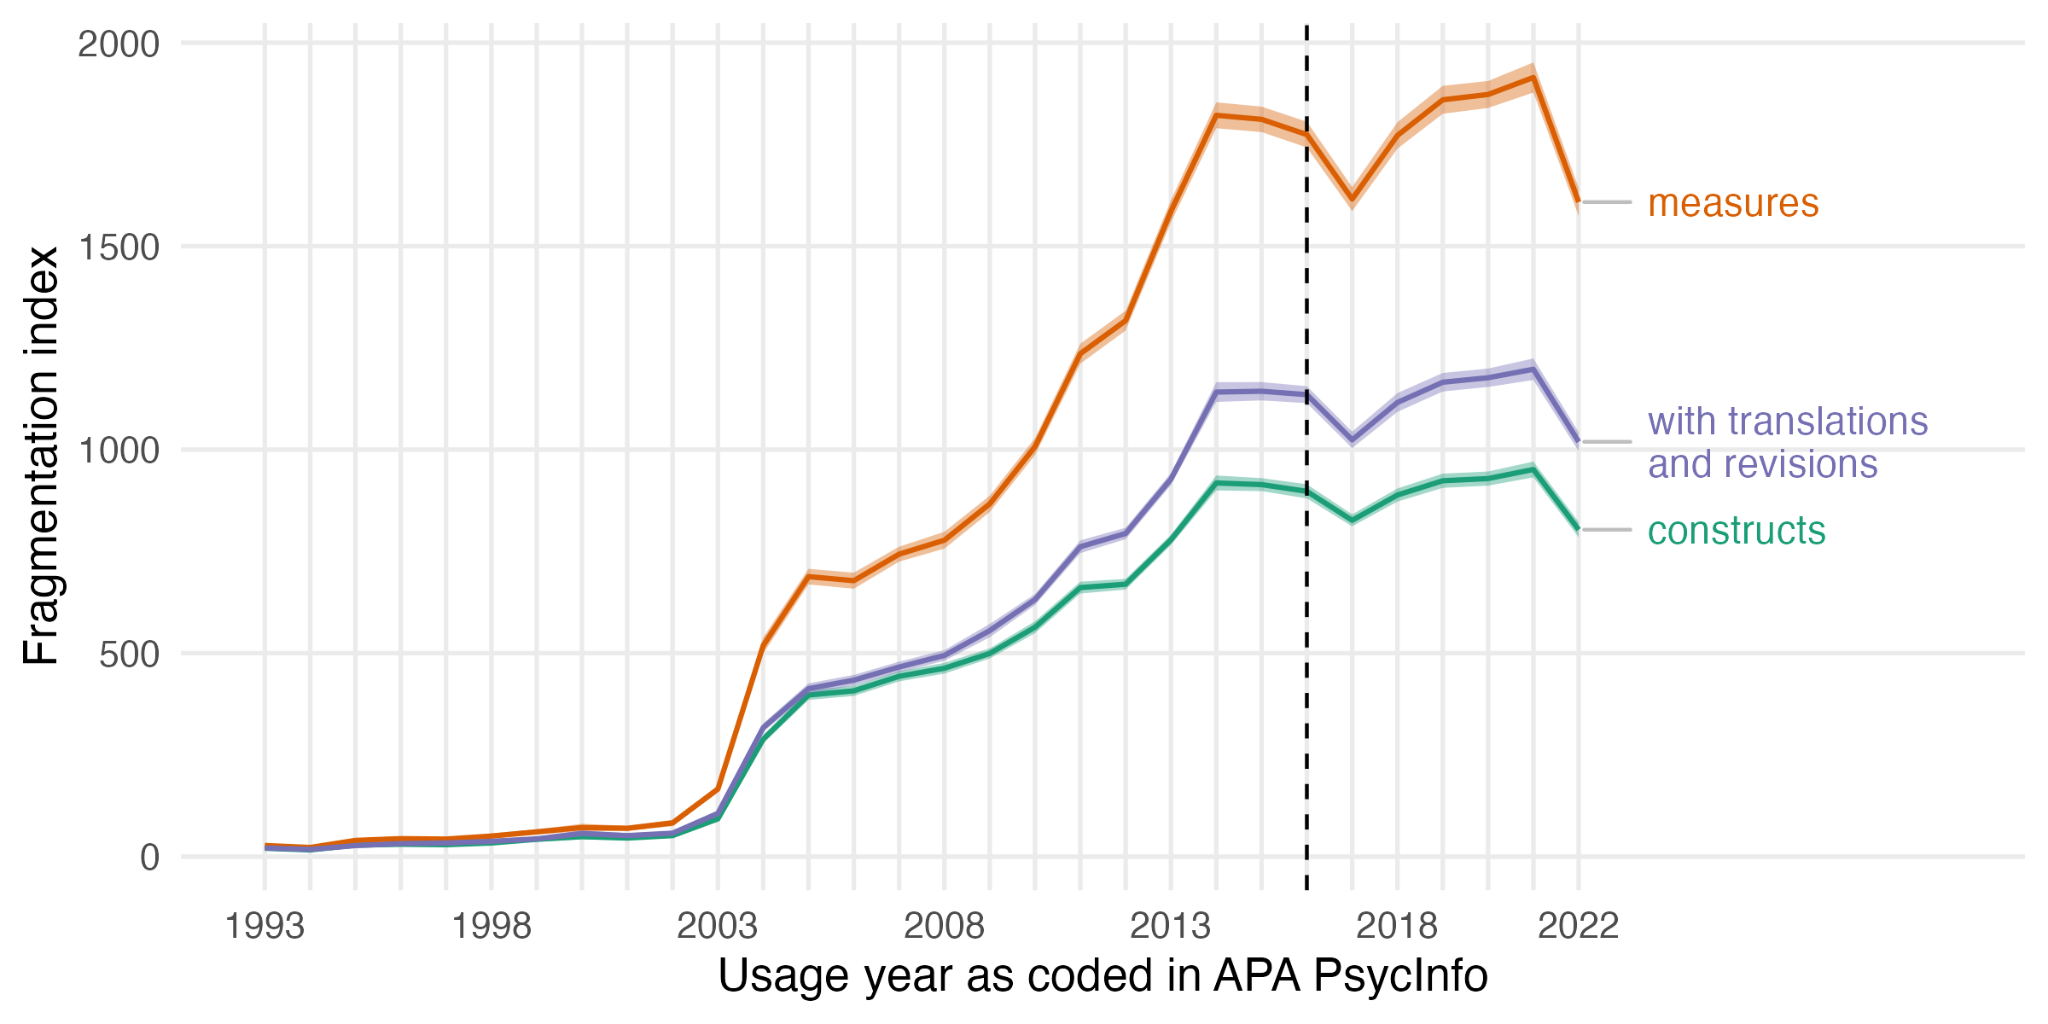 2000
1500
1000
500
0
Fragmentation index
measures
with translations
and revisions
constructs
1993 1998 2003 2008 2013 2018 2022
Usage year as coded in APA PsycInfo